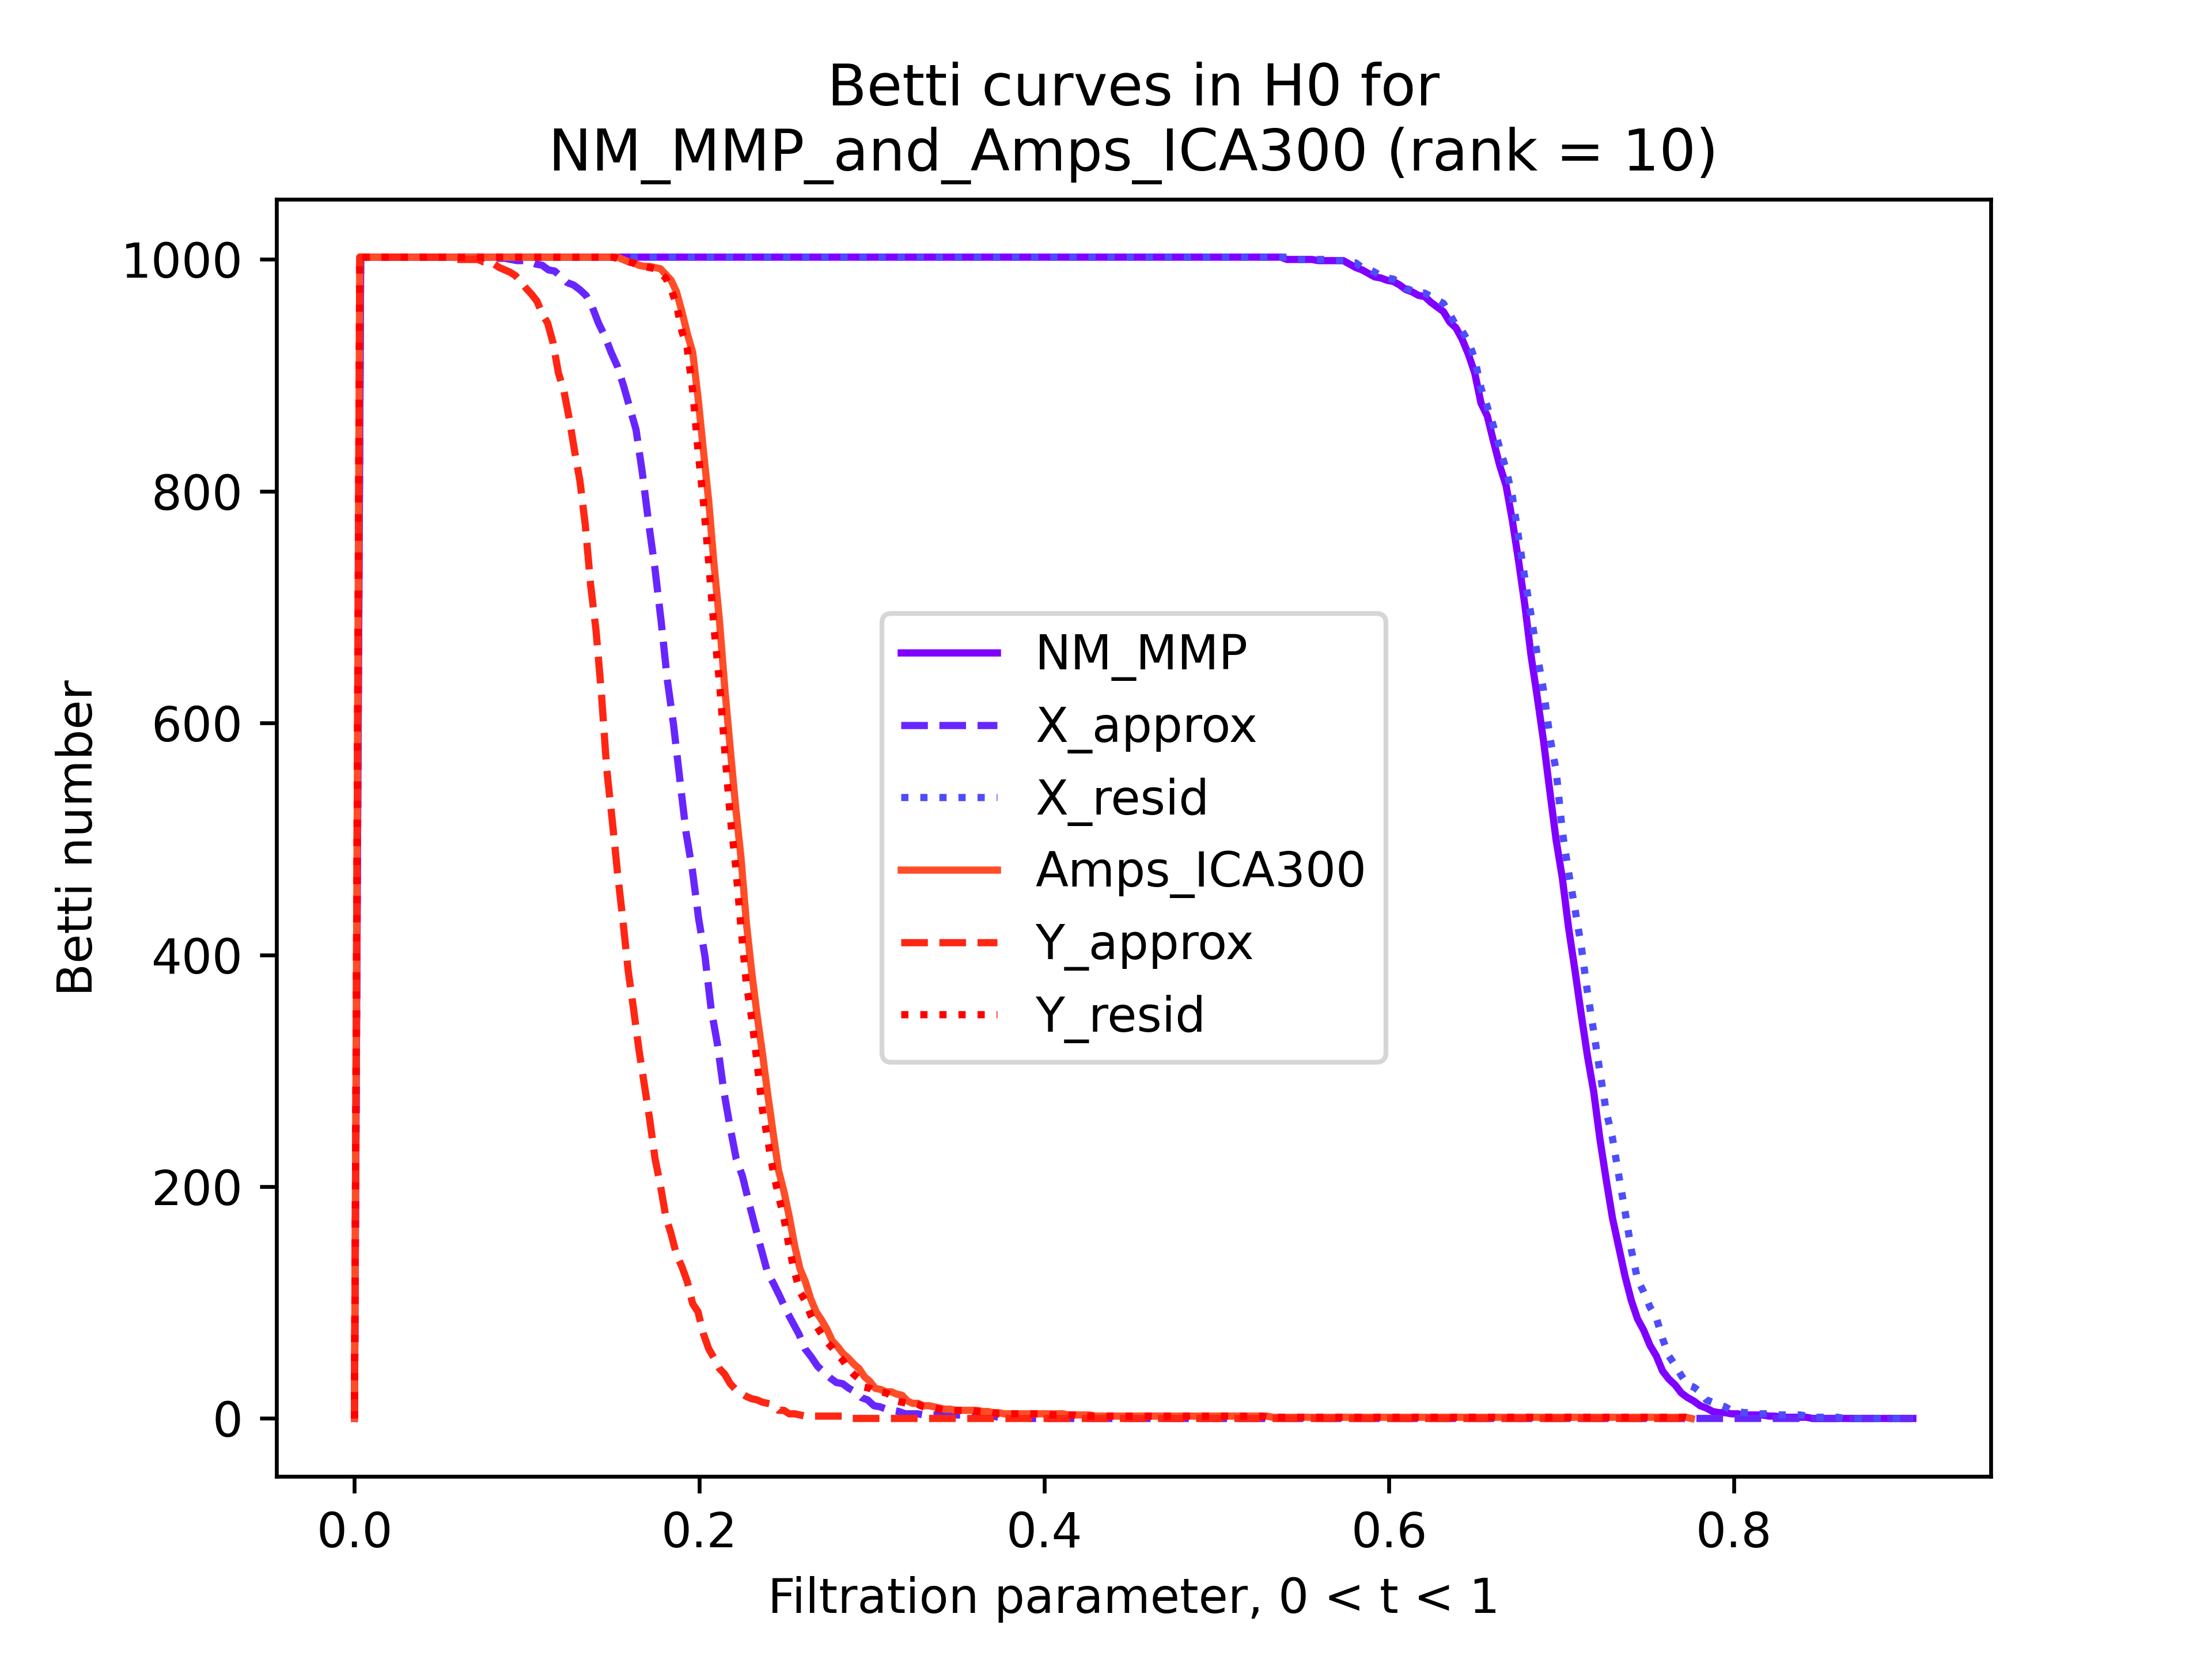 Betti curves in H0 for
NM_MMP_and_Amps_ICA300 (rank = 10)
1000
800
600
400
200
0
Betti number
NM_MMP
X_approx
X_resid
Amps_ICA300
Y_approx
Y_resid
0.0 0.2 0.4 0.6 0.8
Filtration parameter, 0 < t < 1